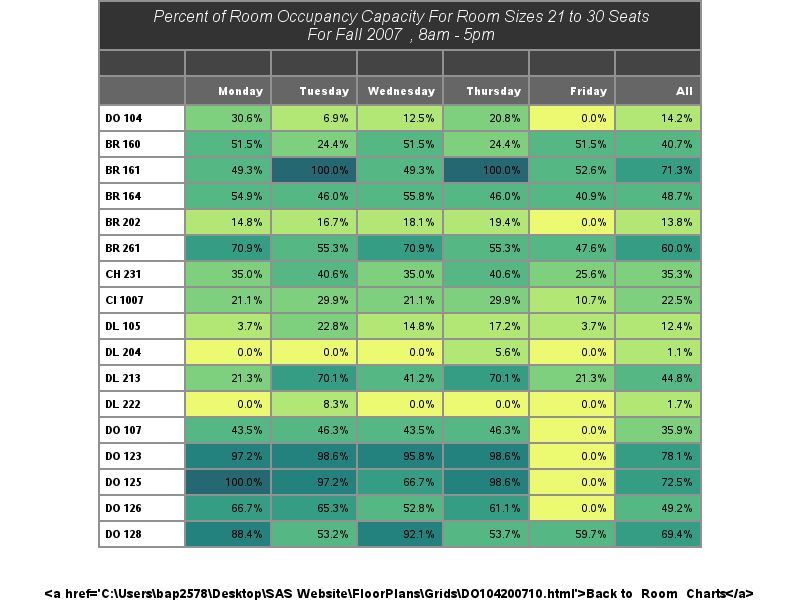 Percent of Room Occupancy Capacity For Room Sizes 21 to 30 Seats
For Fall 2007 , 8am - 5pm
Monday Tuesday Wednesday Thursday Friday All
DO 104 30.6% 6.9% 12.5% 20.8% 0.0% 14.2%
BR 160 51.5% 24.4% 51.5% 24.4% 51.5% 40.7%
BR 161 49.3% 100.0% 49.3% 100.0% 52.6% 71.3%
BR 164 54.9% 46.0% 55.8% 46.0% 40.9% 48.7%
BR 202 14.8% 16.7% 18.1% 19.4% 0.0% 13.8%
BR 261 70.9% 55.3% 70.9% 55.3% 47.6% 60.0%
CH 231 35.0% 40.6% 35.0% 40.6% 25.6% 35.3%
CI 1007 21.1% 29.9% 21.1% 29.9% 10.7% 22.5%
DL 105 3.7% 22.8% 14.8% 17.2% 3.7% 12.4%
DL 204 0.0% 0.0% 0.0% 5.6% 0.0% 1.1%
DL 213 21.3% 70.1% 41.2% 70.1% 21.3% 44.8%
DL 222 0.0% 8.3% 0.0% 0.0% 0.0% 1.7%
DO 107 43.5% 46.3% 43.5% 46.3% 0.0% 35.9%
DO 123 97.2% 98.6% 95.8% 98.6% 0.0% 78.1%
DO 125 100.0% 97.2% 66.7% 98.6% 0.0% 72.5%
DO 126 66.7% 65.3% 52.8% 61.1% 0.0% 49.2%
DO 128 88.4% 53.2% 92.1% 53.7% 59.7% 69.4%
<a href='C:\Users\bap2578\Desktop\SAS Website\FloorPlans\Grids\DO104200710.html'>Back to Room Charts</a>